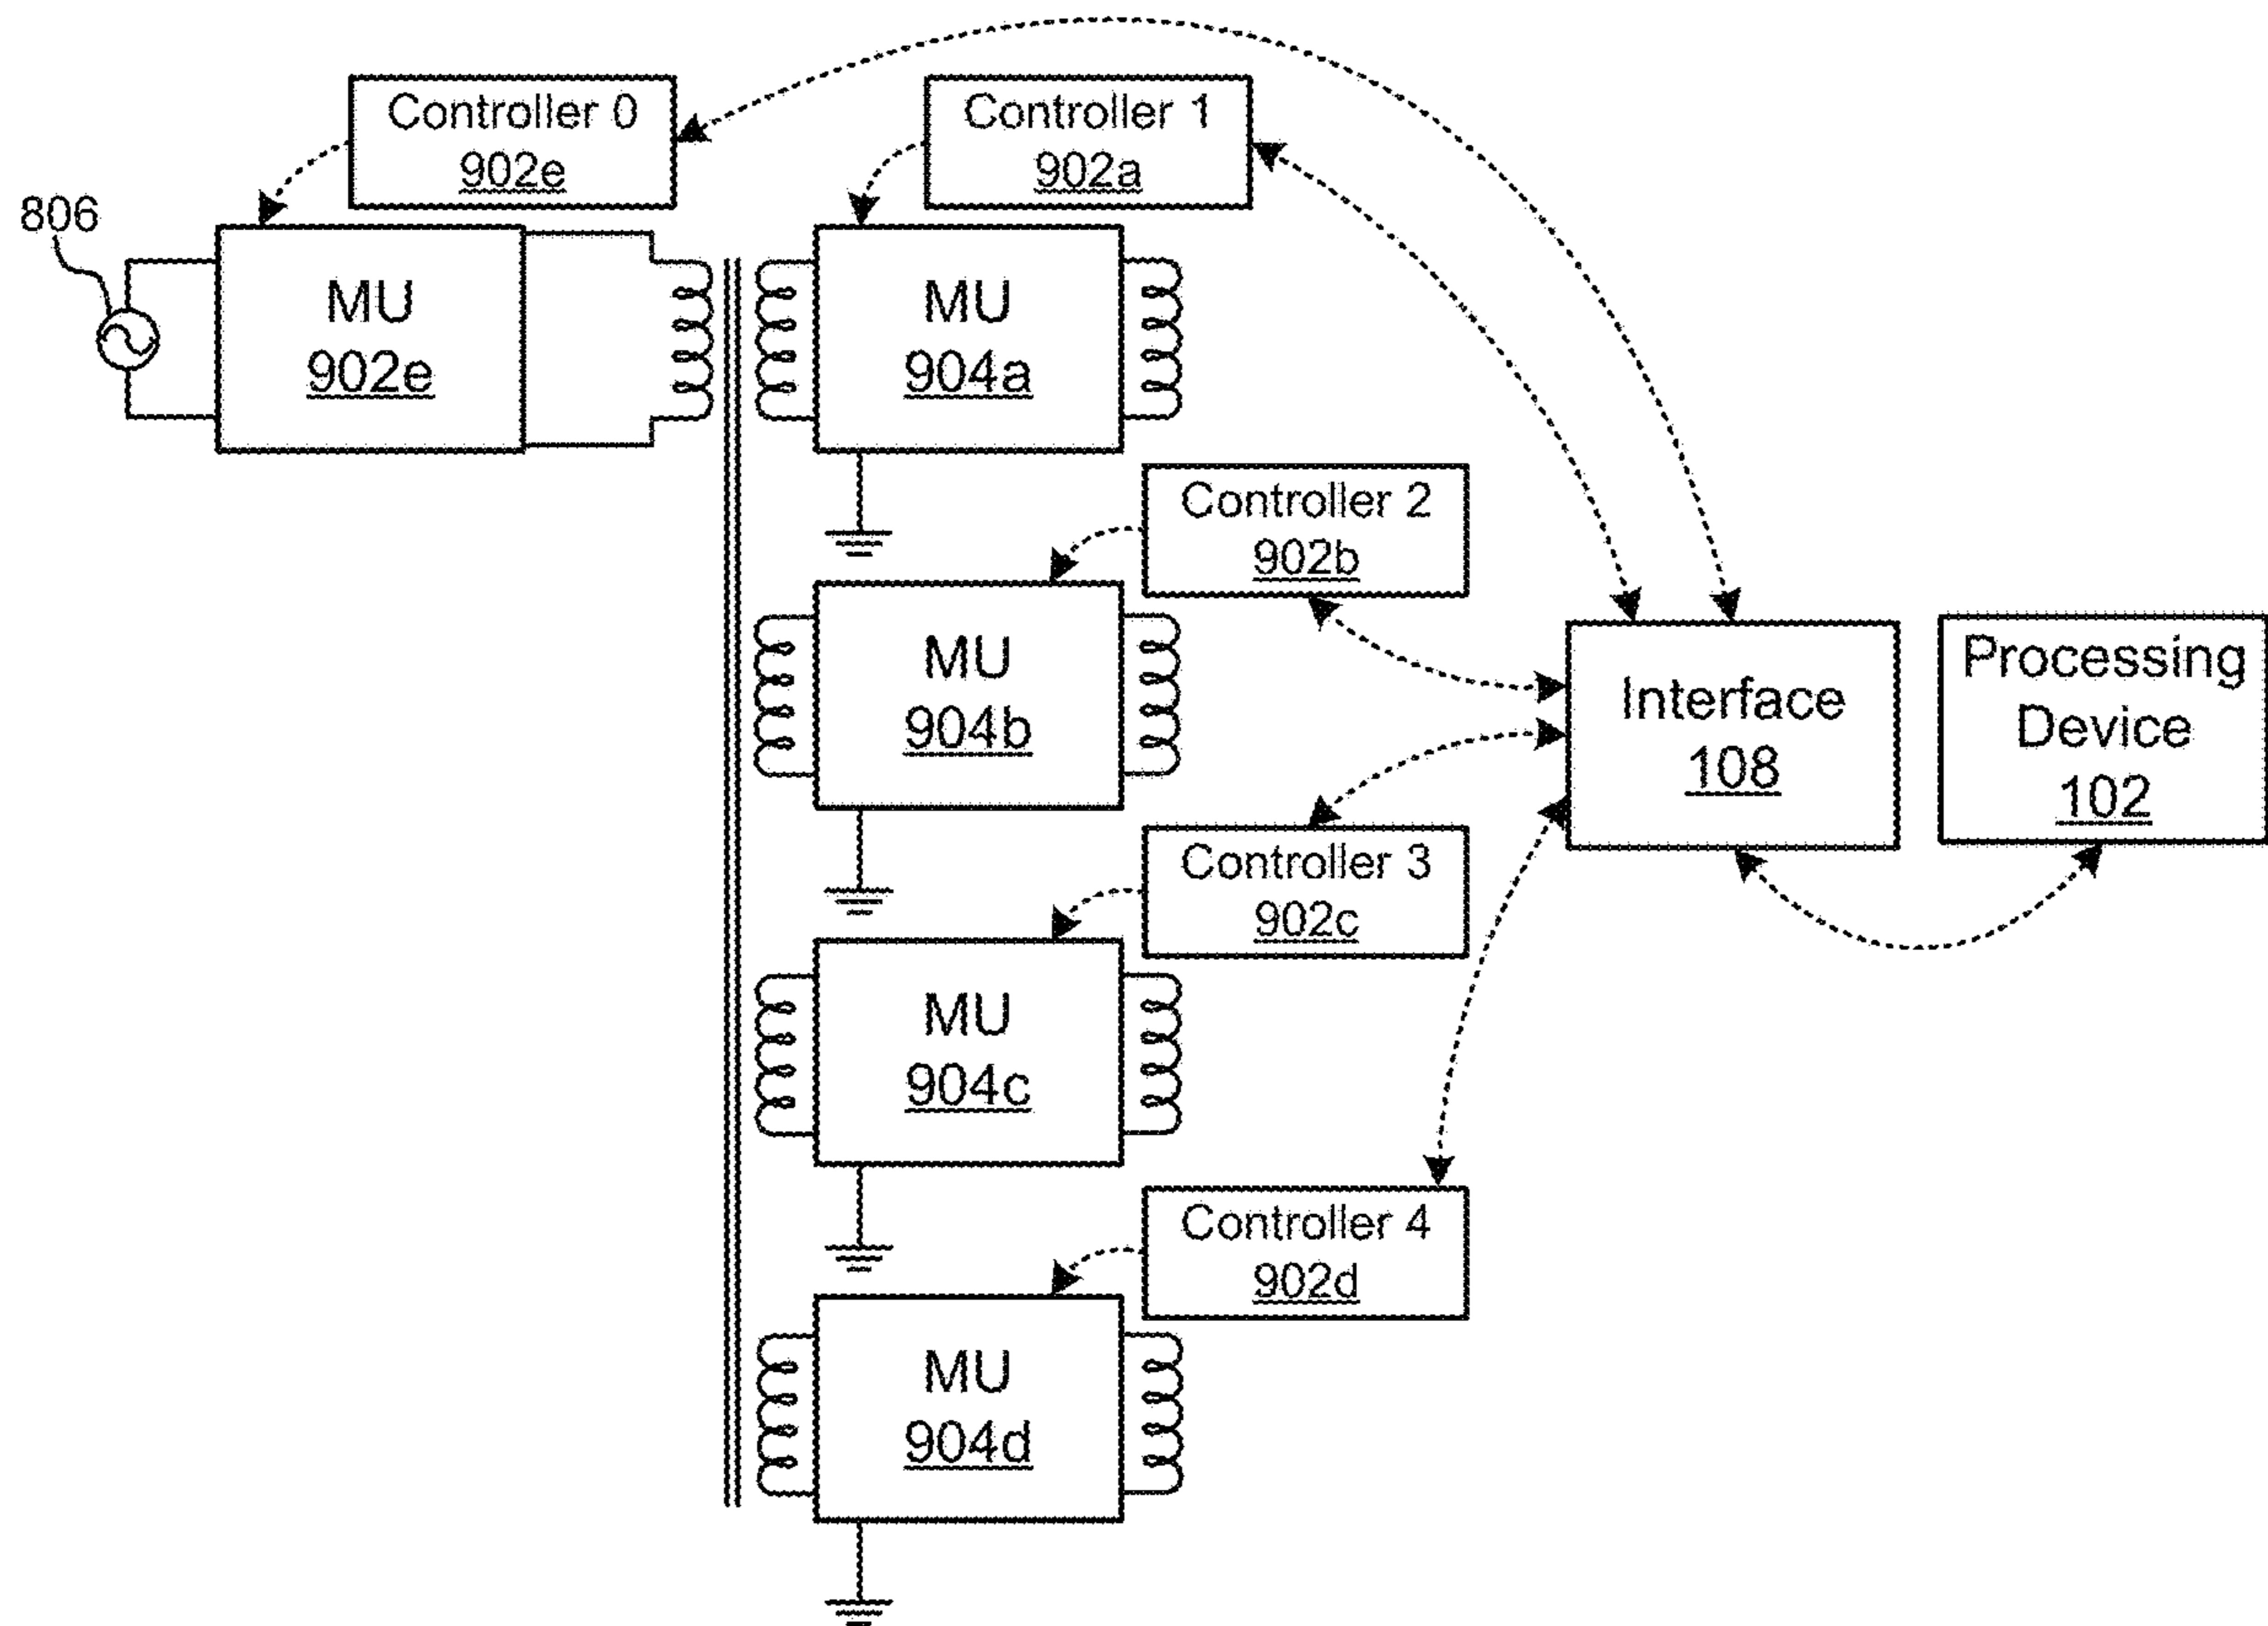 Controller 0
902e
Controller 1
902a
806
MU
902e
MU
904a
Controller 2
902b
MU
904b
Interface
108
Processing
Device
102
Controller 3
902c
MU
904c
Controller 4
902d
MU
904d